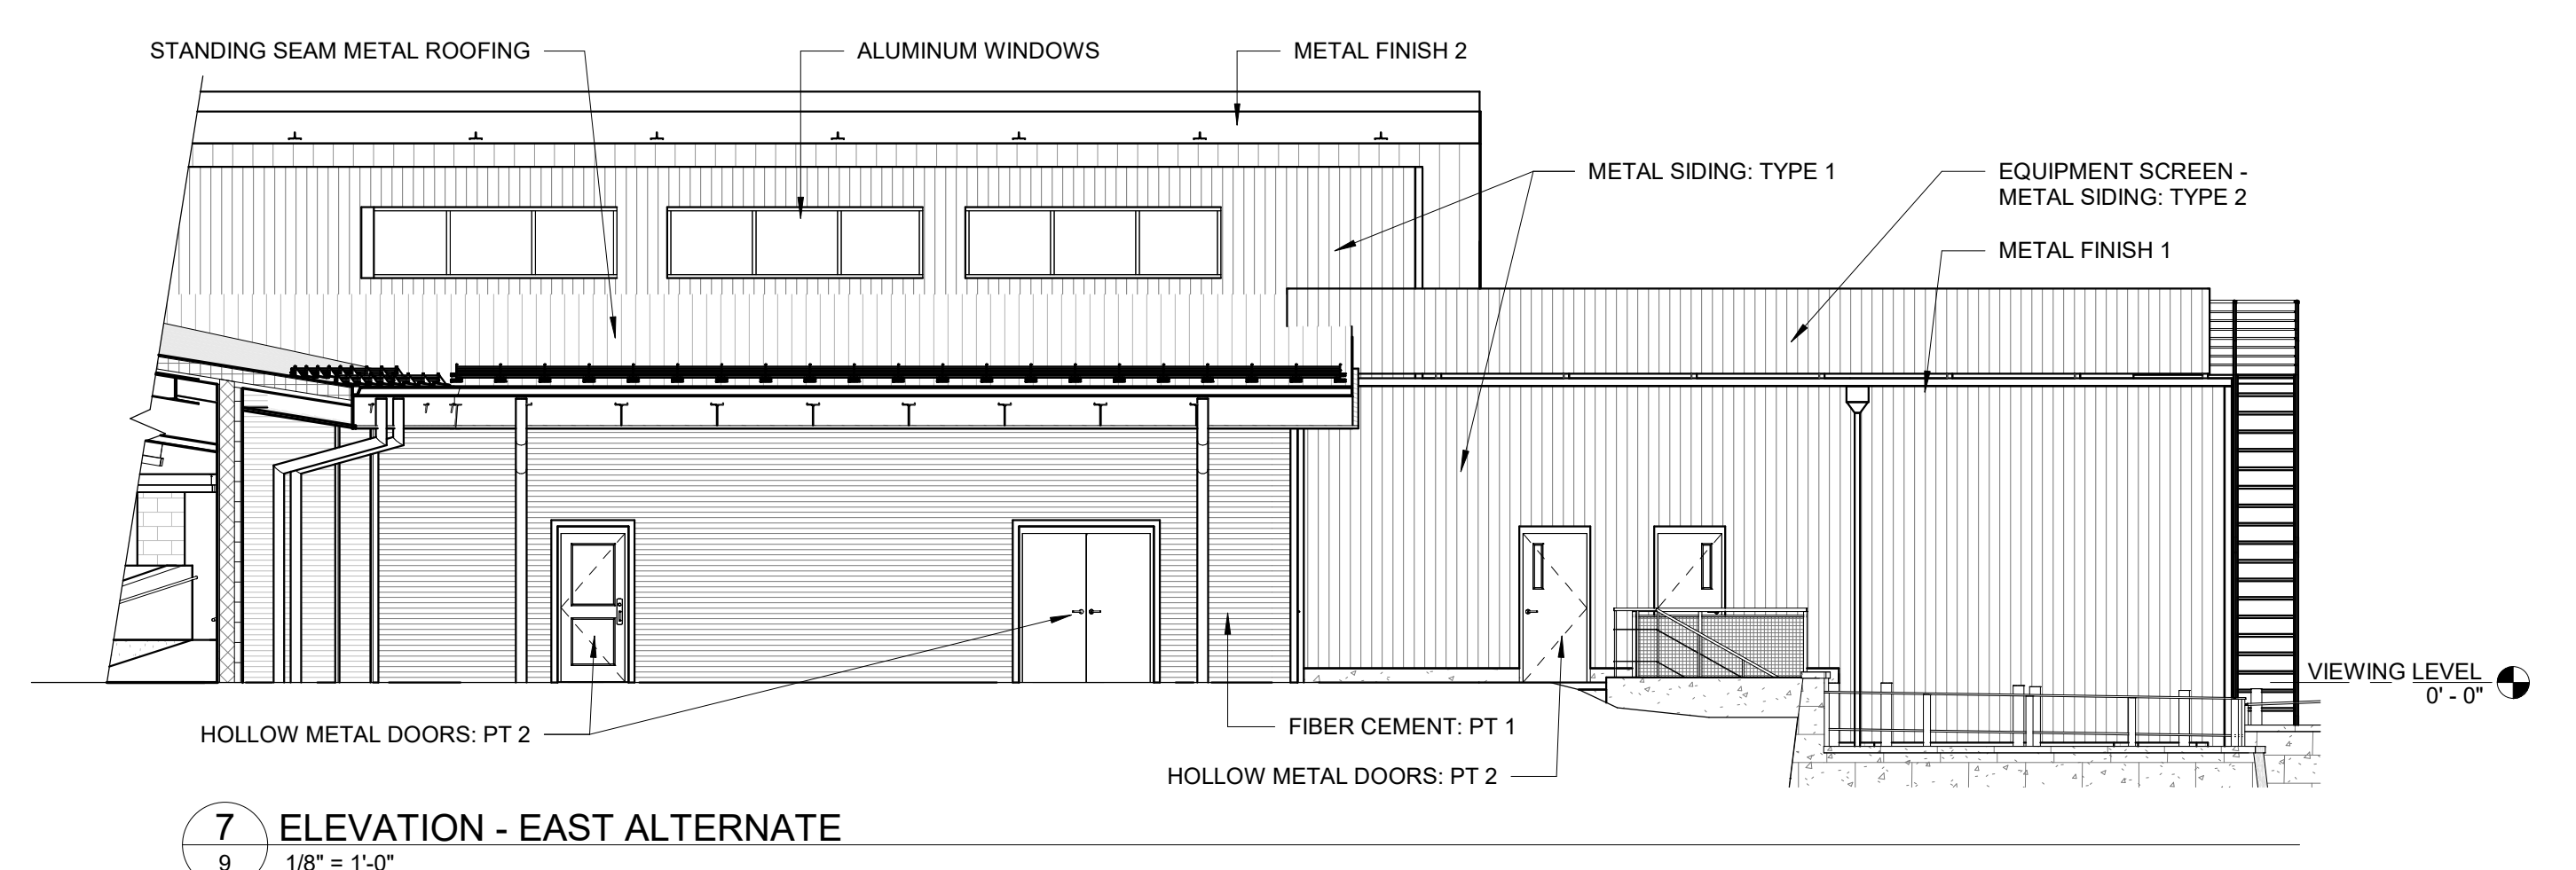 STANDING SEAM METAL ROOFING
ALUMINUM WINDOWS
METAL FINISH 2
METAL SIDING: TYPE 1
EQUIPMENT SCREEN -
METAL SIDING: TYPE 2
METAL FINISH 1
VIEWING LEVEL
0' - 0"
HOLLOW METAL DOORS: PT 2
FIBER CEMENT: PT 1
HOLLOW METAL DOORS: PT 2
7
ELEVATION - EAST ALTERNATE
9
1/8" = 1'-0"